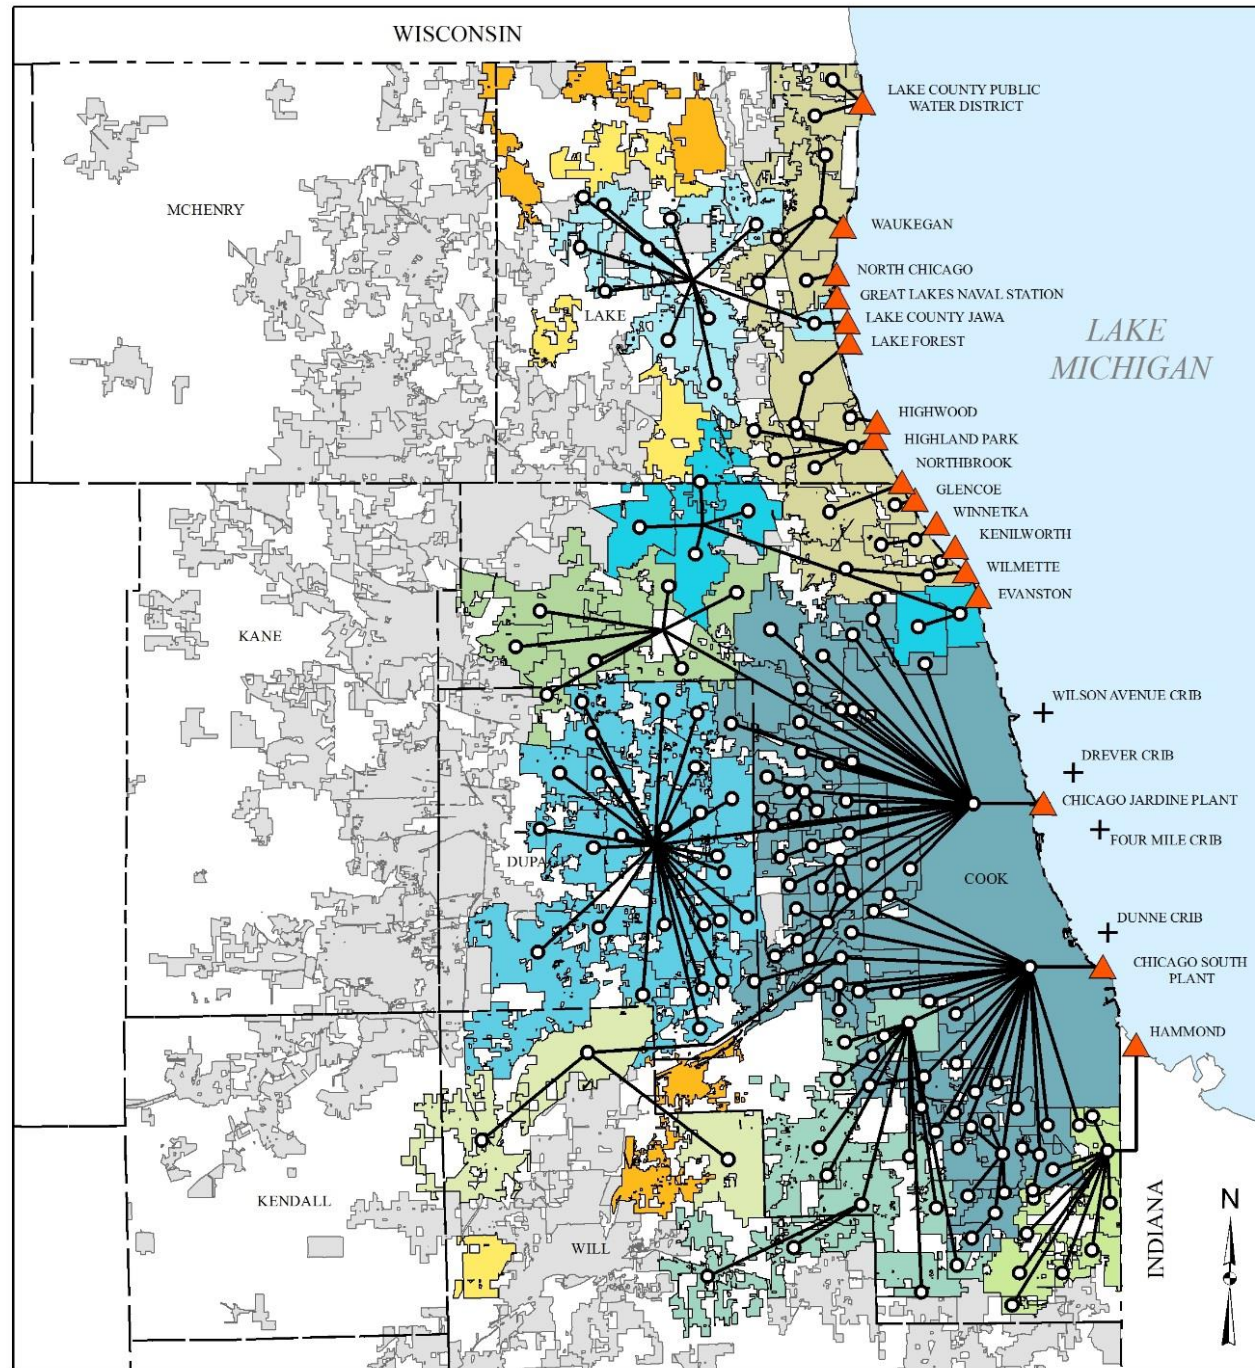 WISCONSIN
LAKE COUNTY PUBLIC
WATER DISTRICT
MCHENRY
WAUKEGAN
NORTH CHICAGO
GREAT LAKES NAVAL STATION
LAKE
LAKE COUNTY JAWA
LAKE FOREST
LAKE
MICHIGAN
HIGHWOOD
HIGHLAND PARK
NORTHBROOK
GLENCOE
WINNETKA
KENILWORTH
WILMETTE
EVANSTON
KANE
WILSON AVENUE CRIB
DREVER CRIB
CHICAGO JARDINE PLANT
FOUR MILE CRIB
DUPAG
COOK
DUNNE CRIB
CHICAGO SOUTH
PLANT
HAMMOND
KENDALL
WILL
INDIANA
N